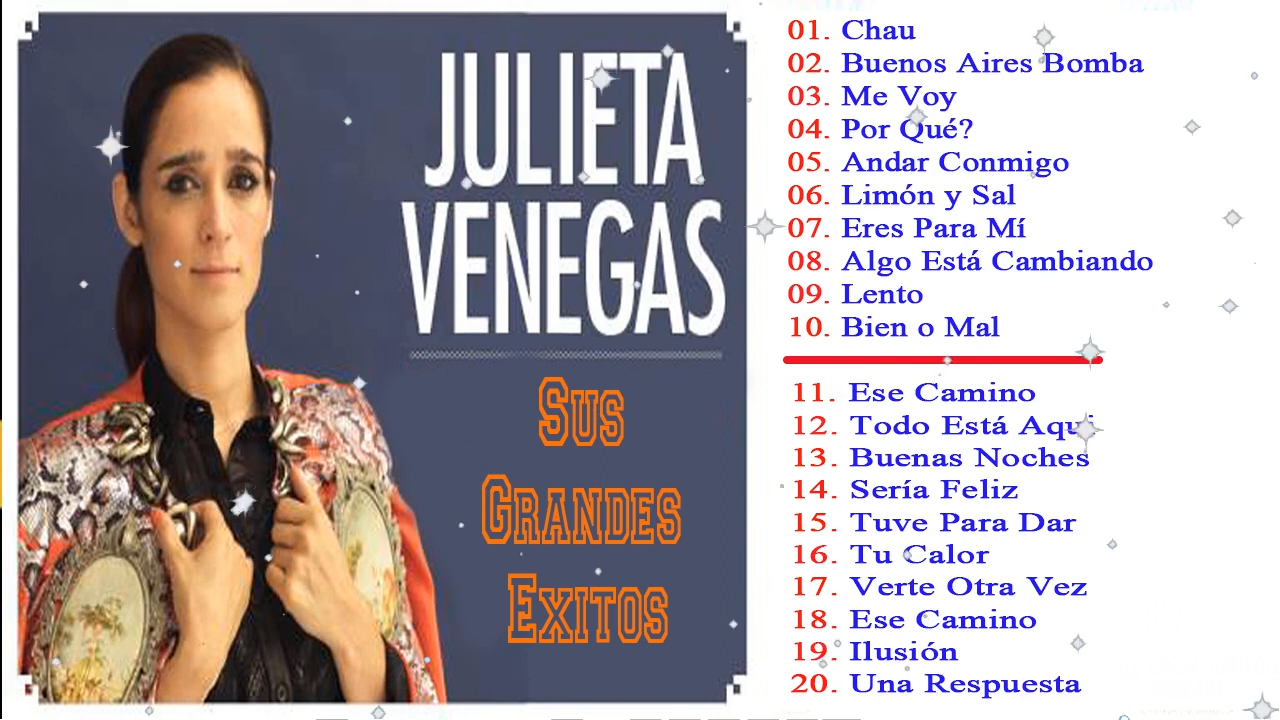 JULIETA
VENEGAS
Sus
Grandes
Exitos
01. Chau
02. Buenos Aires Bomba
03. Me Voy
04. Por Qué?
05. Andar Conmigo
06. Limón y Sal
07. Eres Para Mí
08. Algo Está Cambiando
09. Lento
10. Bien o Mal
11. Ese Camino
12. Todo Está Aquí
13. Buenas Noches
14. Sería Feliz
15. Tuve Para Dar
16. Tu Calor
17. Verte Otra Vez
18. Ese Camino
19. Ilusión
20. Una Respuesta